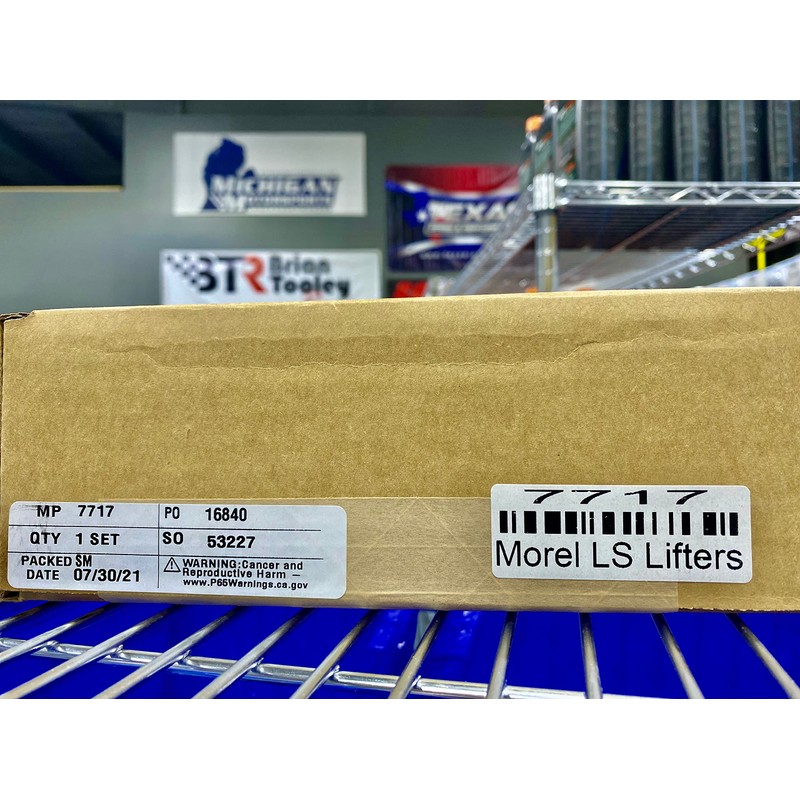 MICHIGAN
MOTORSPORTS
TEXAS
BTR Brian
Tooley
MP 7717
PO 16840
QTY 1 SET
SO 53227
PACKED SM
DATE 07/30/21
WARNING: Cancer and
Reproductive Harm —
www.P65Warnings.ca.gov
7717
Morel LS Lifters